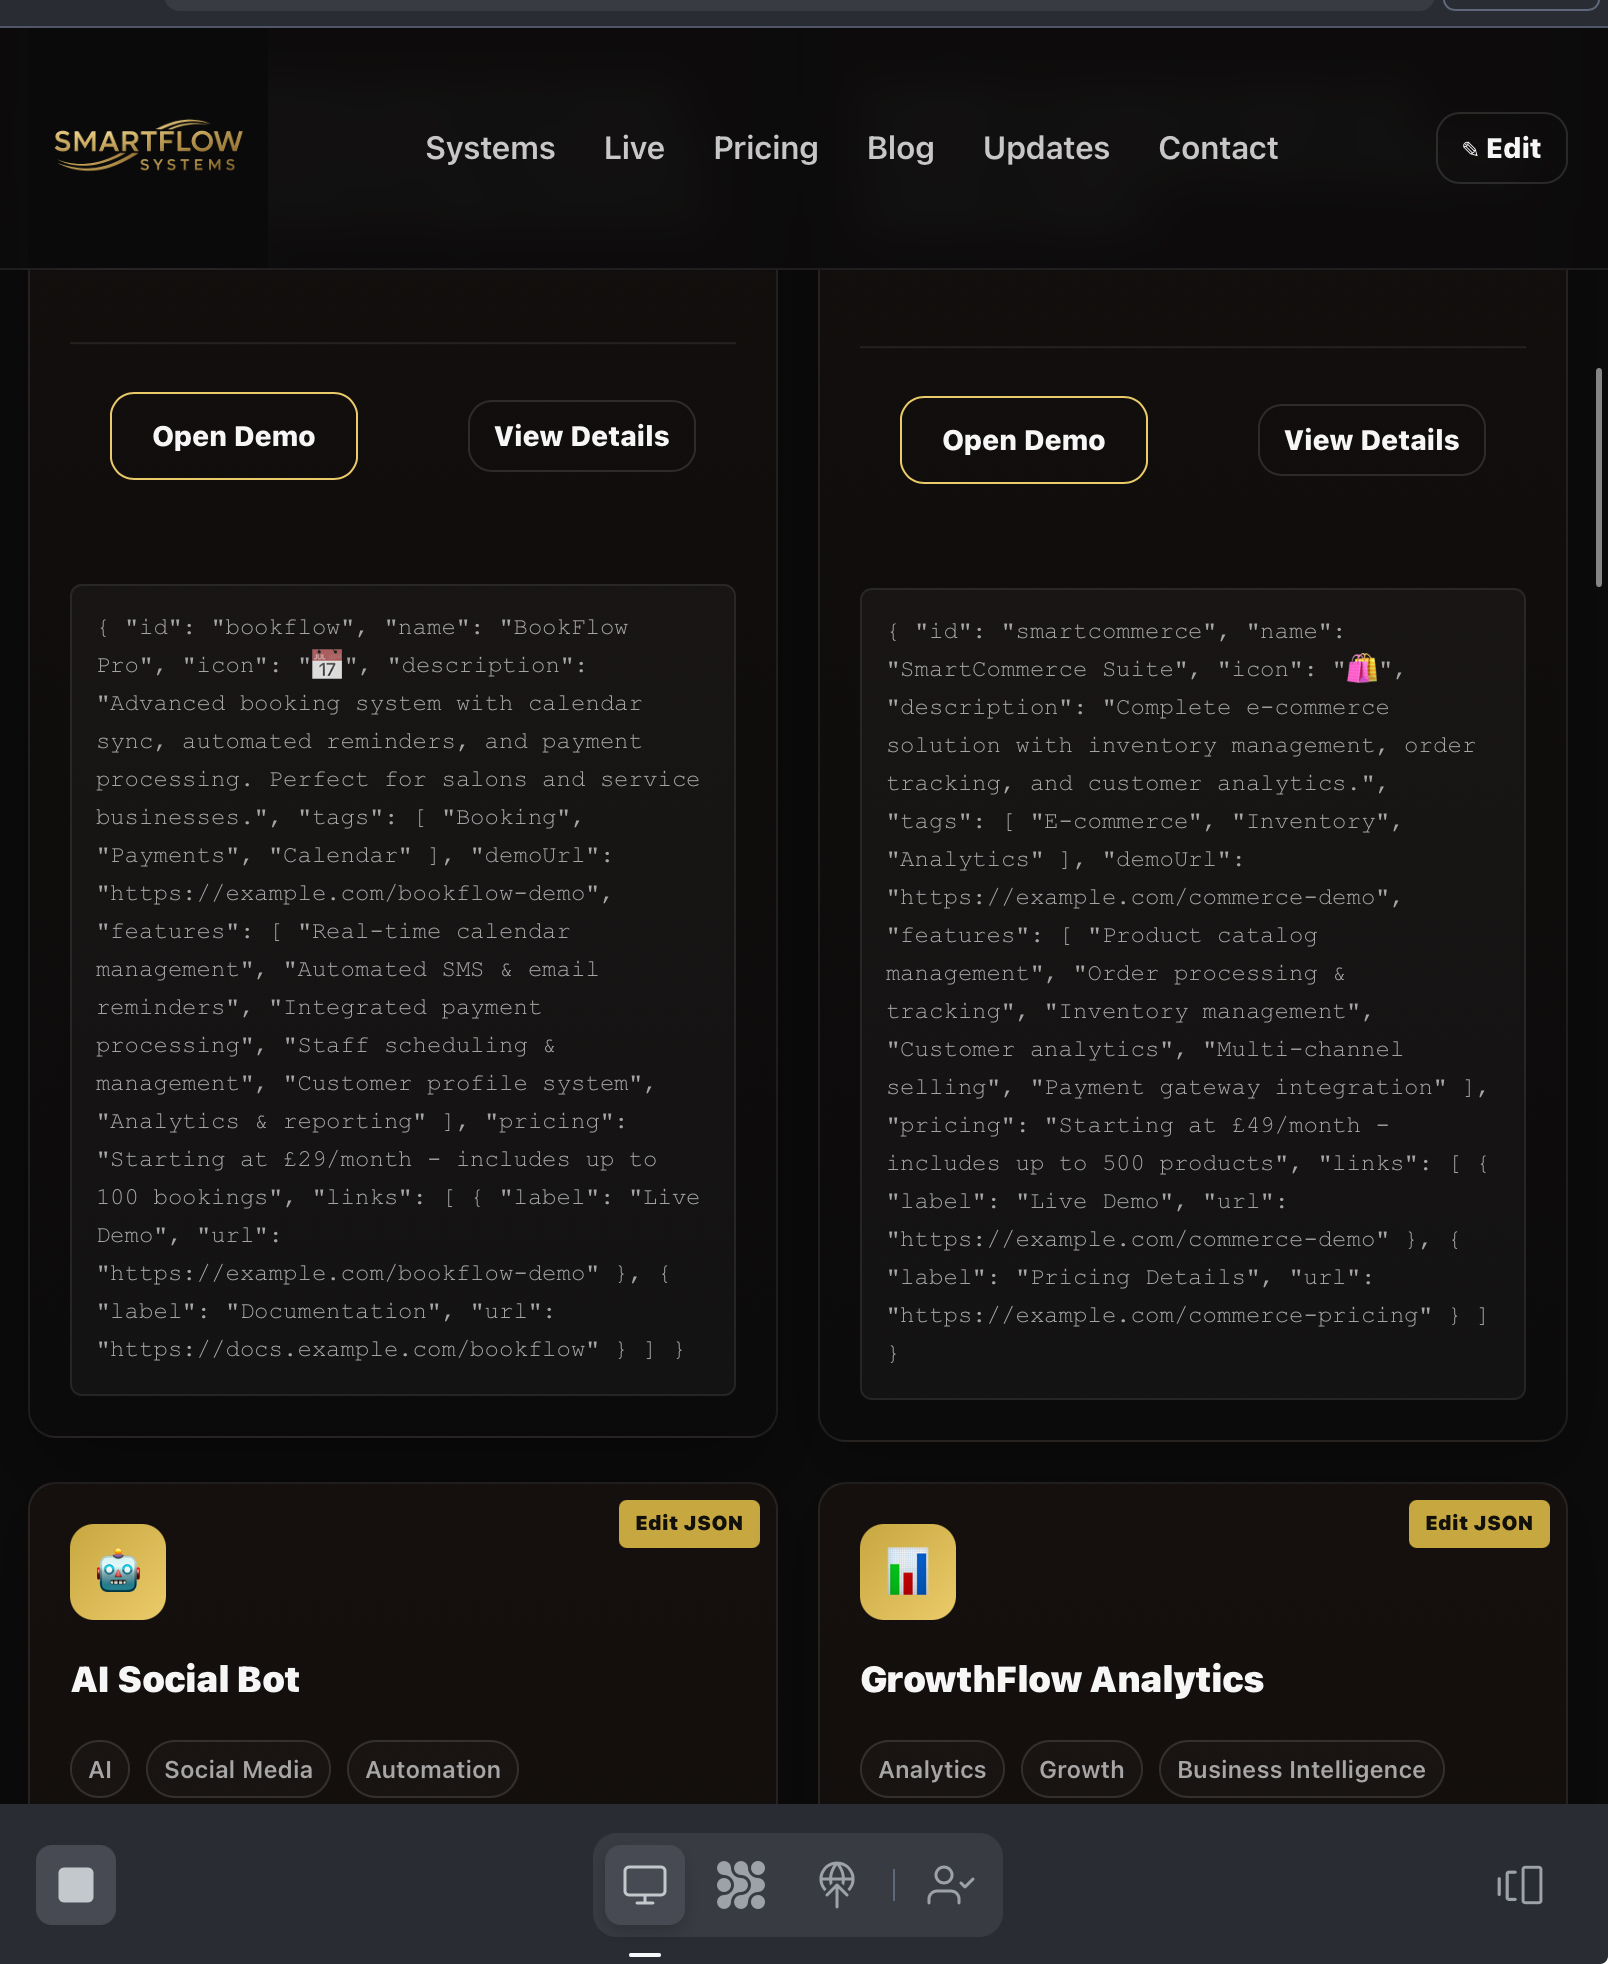 SMARTFLOW
SYSTEMS
Systems Live Pricing Blog Updates Contact
✎ Edit
Open Demo
View Details
{ "id": "bookflow", "name": "BookFlow
Pro", "icon": "📅", "description":
"Advanced booking system with calendar
sync, automated reminders, and payment
processing. Perfect for salons and service
businesses.", "tags": [ "Booking",
"Payments", "Calendar" ], "demoUrl":
"https://example.com/bookflow-demo",
"features": [ "Real-time calendar
management", "Automated SMS & email
reminders", "Integrated payment
processing", "Staff scheduling &
management", "Customer profile system",
"Analytics & reporting" ], "pricing":
"Starting at £29/month - includes up to
100 bookings", "links": [ { "label": "Live
Demo", "url":
"https://example.com/bookflow-demo" }, {
"label": "Documentation", "url":
"https://docs.example.com/bookflow" } ] }
Open Demo
View Details
{ "id": "smartcommerce", "name":
"SmartCommerce Suite", "icon": "🛍️",
"description": "Complete e-commerce
solution with inventory management, order
tracking, and customer analytics.",
"tags": [ "E-commerce", "Inventory",
"Analytics" ], "demoUrl":
"https://example.com/commerce-demo",
"features": [ "Product catalog
management", "Order processing &
tracking", "Inventory management",
"Customer analytics", "Multi-channel
selling", "Payment gateway integration" ],
"pricing": "Starting at £49/month -
includes up to 500 products", "links": [ {
"label": "Live Demo", "url":
"https://example.com/commerce-demo" }, {
"label": "Pricing Details", "url":
"https://example.com/commerce-pricing" } ]
}
Edit JSON
AI Social Bot
AI Social Media Automation
Edit JSON
GrowthFlow Analytics
Analytics Growth Business Intelligence